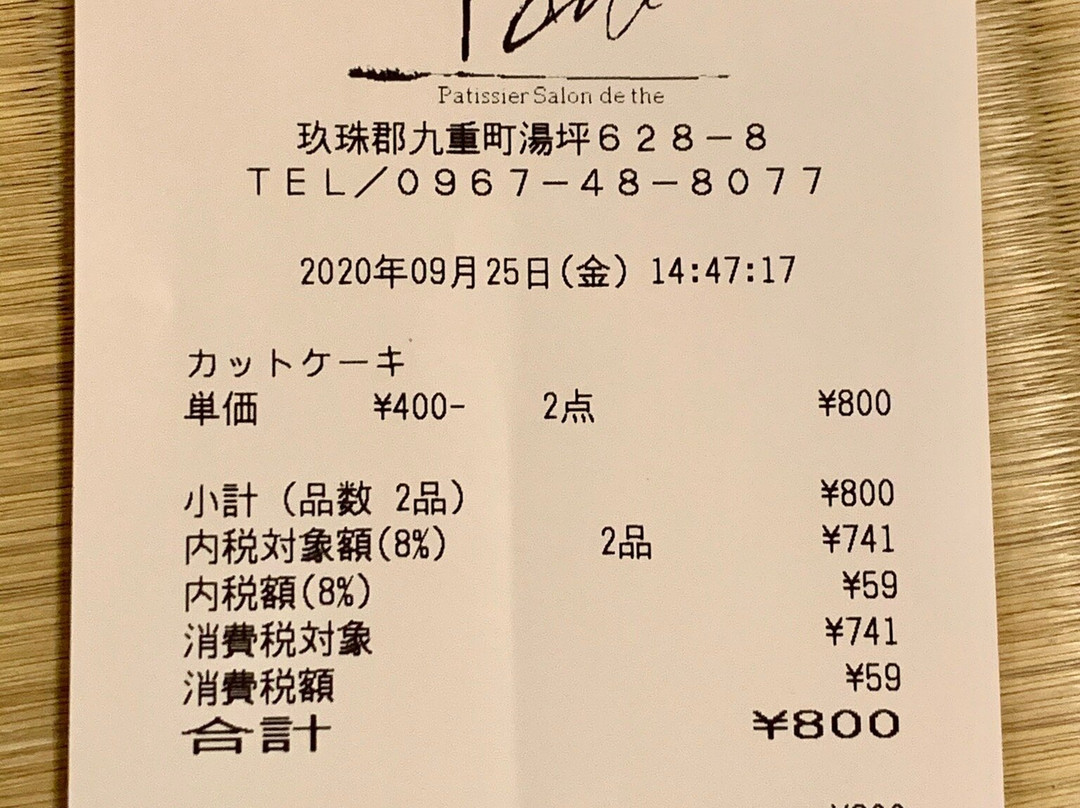 Patissier Salon de the
玖珠郡九重町湯坪６２８－８
ＴＥＬ／０９６７－４８－８０７７
2020年09月25日(金) 14:47:17
カットケーキ
単価 ¥400- 2点 ¥800
小計 (品数 2品) ¥800
内税対象額(8%) 2品 ¥741
内税額(8%) ¥59
消費税対象 ¥741
消費税額 ¥59
合計 ¥800